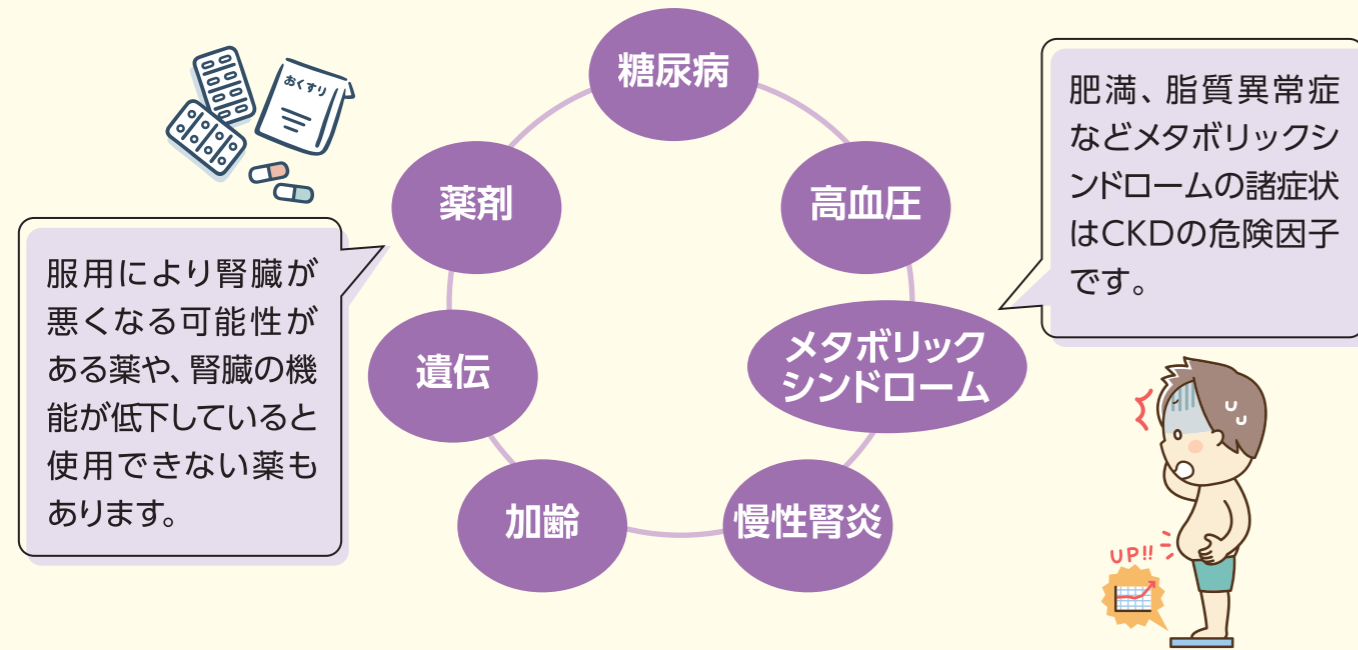 糖尿病
高血圧
メタボリック
シンドローム
慢性腎炎
加齢
遺伝
薬剤
おくすり
服用により腎臓が
悪くなる可能性が
ある薬や、腎臓の機
能が低下していると
使用できない薬も
あります。
肥満、脂質異常症
などメタボリックシ
ンドロームの諸症状
はCKDの危険因子
です。
UP!!